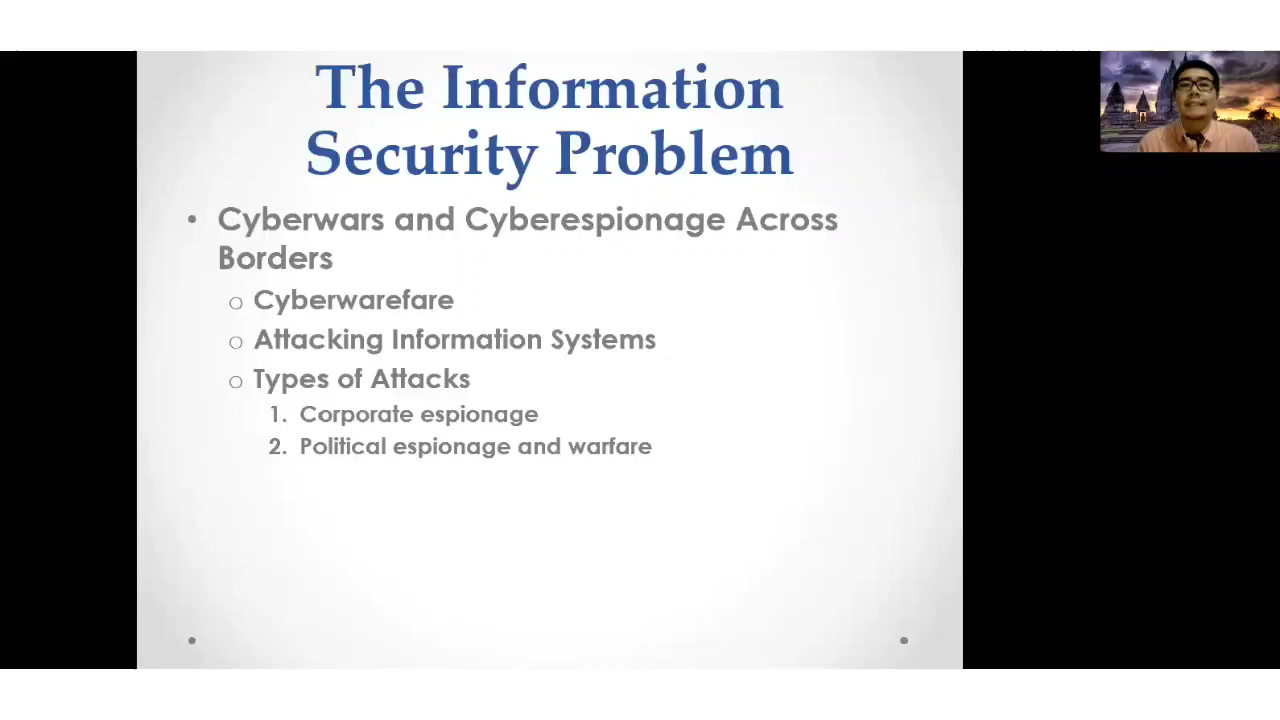 The Information
Security Problem
• Cyberwars and Cyberespionage Across
Borders
o Cyberwarefare
o Attacking Information Systems
o Types of Attacks
1. Corporate espionage
2. Political espionage and warfare